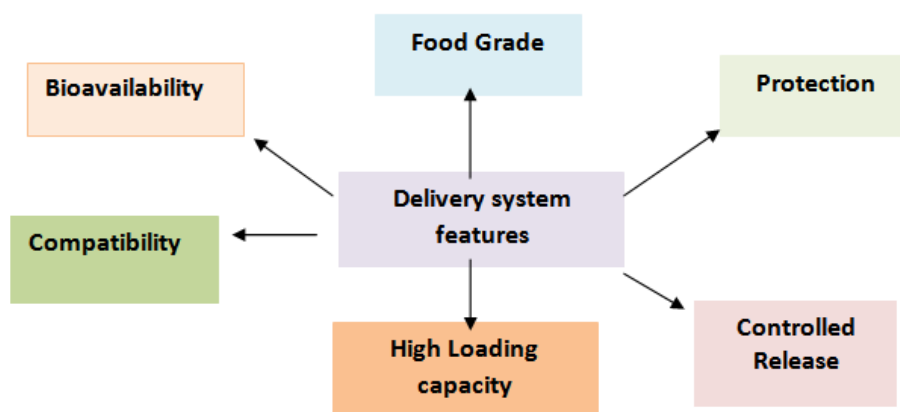 Food Grade
Bioavailability
Protection
Delivery system
features
Compatibility
High Loading
capacity
Controlled
Release